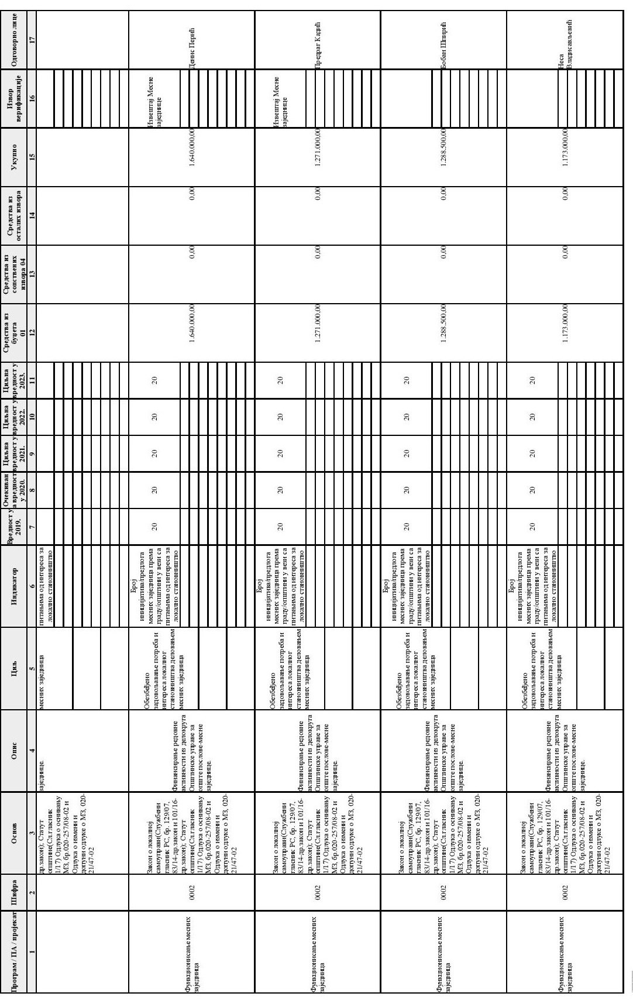 Програм / ПА / пројекат
Шифра
Основ
Опис
Циљ
Индикатор
Вредност у
2019.
Очекиван
а вредност
у 2020.
Циљна
вредност у
2021.
Циљна
вредност у
2022.
Циљна
вредност у
2023.
Средства из
буџета
01
Средства из
сопствених
извора 04
Средства из
осталих извора
Укупно
Извор
верификације
Одговорно лице
1
2
3
4
5
6
7
8
9
10
11
12
13
14
15
16
17
др.закон); Статут
општине(Сл.гласник
1/17) Одлука о оснивању
МЗ, бр.020-257/08-02 и
Одлука о измени и
допуни одлуке о МЗ, 020-
21/47-02
заједнице.
месних заједница
питањима од интереса за
локално становништво
Функционисање месних
заједница
0002
Закон о локалној
самоуправи(Службени
гласник РС, бр. 129/07,
83/14-др.закон и 101/16-
др.закон); Статут
општине(Сл.гласник
1/17) Одлука о оснивању
МЗ, бр.020-257/08-02 и
Одлука о измени и
допуни одлуке о МЗ, 020-
21/47-02
Финансирање редовне
активности из делокруга
Општинске управе за
опште послове-месне
заједнице.
Обезбеђено
задовољавање потреба и
интереса локалног
становништва деловањем
месних заједница
Број
иницијатива/предлога
месних заједница према
граду/општини у вези са
питањима од интереса за
локално становништво
20
20
20
20
20
1.640.000.00
0.00
0.00
1.640.000.00
Извештај Месне
заједнице
Денис Перић
Функционисање месних
заједница
0002
Закон о локалној
самоуправи(Службени
гласник РС, бр. 129/07,
83/14-др.закон и 101/16-
др.закон); Статут
општине(Сл.гласник
1/17) Одлука о оснивању
МЗ, бр.020-257/08-02 и
Одлука о измени и
допуни одлуке о МЗ, 020-
21/47-02
Финансирање редовне
активности из делокруга
Општинске управе за
опште послове-месне
заједнице.
Обезбеђено
задовољавање потреба и
интереса локалног
становништва деловањем
месних заједница
Број
иницијатива/предлога
месних заједница према
граду/општини у вези са
питањима од интереса за
локално становништво
20
20
20
20
20
1.271.000.00
0.00
0.00
1.271.000.00
Извештај Месне
заједнице
Предраг Кадић
Функционисање месних
заједница
0002
Закон о локалној
самоуправи(Службени
гласник РС, бр. 129/07,
83/14-др.закон и 101/16-
др.закон); Статут
општине(Сл.гласник
1/17) Одлука о оснивању
МЗ, бр.020-257/08-02 и
Одлука о измени и
допуни одлуке о МЗ, 020-
21/47-02
Финансирање редовне
активности из делокруга
Општинске управе за
опште послове-месне
заједнице.
Обезбеђено
задовољавање потреба и
интереса локалног
становништва деловањем
месних заједница
Број
иницијатива/предлога
месних заједница према
граду/општини у вези са
питањима од интереса за
локално становништво
20
20
20
20
20
1.288.500.00
0.00
0.00
1.288.500.00
Бобан Шпирић
Функционисање месних
заједница
0002
Закон о локалној
самоуправи(Службени
гласник РС, бр. 129/07,
83/14-др.закон и 101/16-
др.закон); Статут
општине(Сл.гласник
1/17) Одлука о оснивању
МЗ, бр.020-257/08-02 и
Одлука о измени и
допуни одлуке о МЗ, 020-
21/47-02
Финансирање редовне
активности из делокруга
Општинске управе за
опште послове-месне
заједнице.
Обезбеђено
задовољавање потреба и
интереса локалног
становништва деловањем
месних заједница
Број
иницијатива/предлога
месних заједница према
граду/општини у вези са
питањима од интереса за
локално становништво
20
20
20
20
20
1.173.000.00
0.00
0.00
1.173.000.00
Неса
Владисављевић